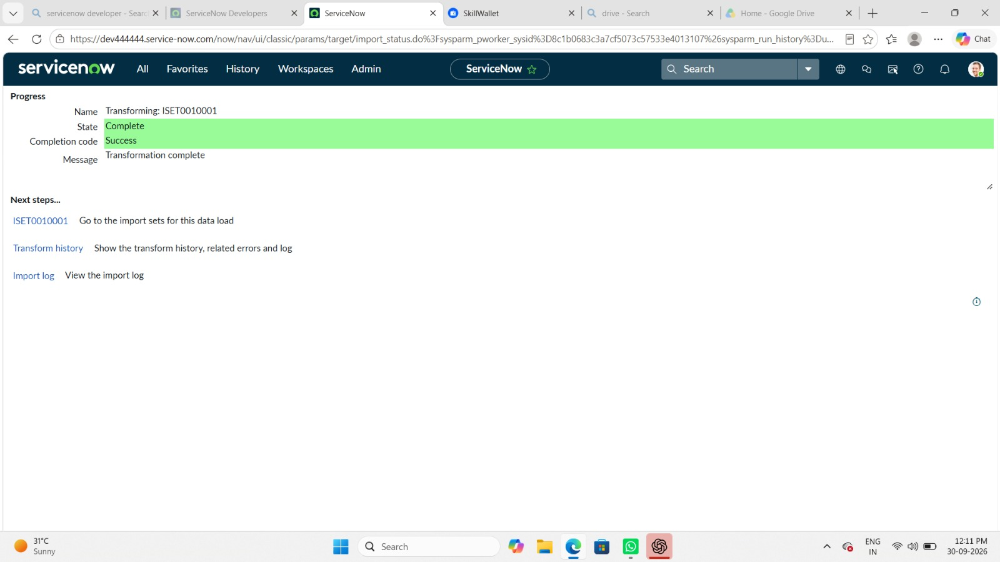 servicenow developer - Searc
ServiceNow Developers
ServiceNow
SkillWallet
drive - Search
Home - Google Drive
https://dev444444.service-now.com/now/nav/ui/classic/params/target/import_status.do%3Fsysparm_pworker_sysid%3D8c1b0683c3a7cf5073c57533e4013107%26sysparm_run_history%3Du...
Chat
servicenow
All
Favorites
History
Workspaces
Admin
ServiceNow
Search
Progress
Name Transforming: ISET0010001
State Complete
Completion code Success
Message Transformation complete
Next steps...
ISET0010001 Go to the import sets for this data load
Transform history Show the transform history, related errors and log
Import log View the import log
31°C
Sunny
Search
ENG
IN
12:11 PM
30-09-2026